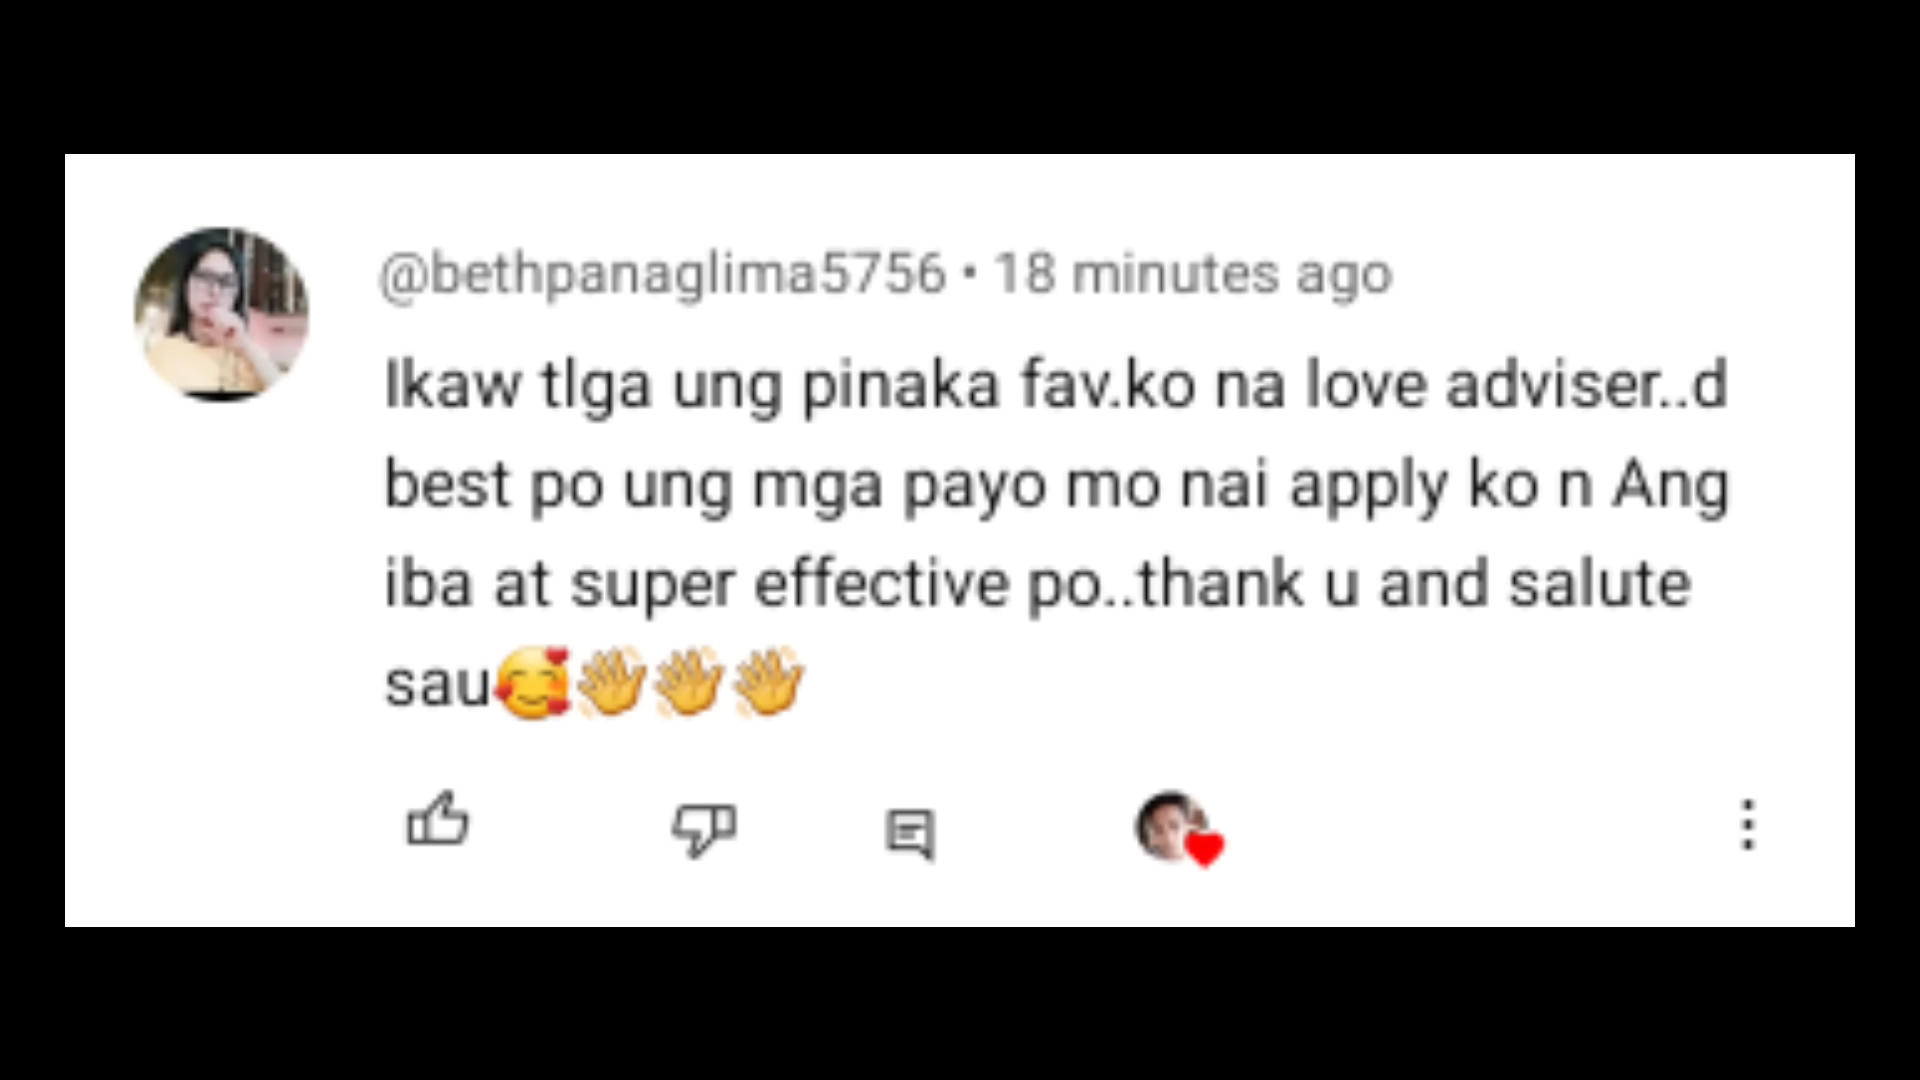 @bethpanaglima5756 • 18 minutes ago
Ikaw tlga ung pinaka fav.ko na love adviser..d
best po ung mga payo mo nai apply ko n Ang
iba at super effective po..thank u and salute
sau🥰👋👋👋